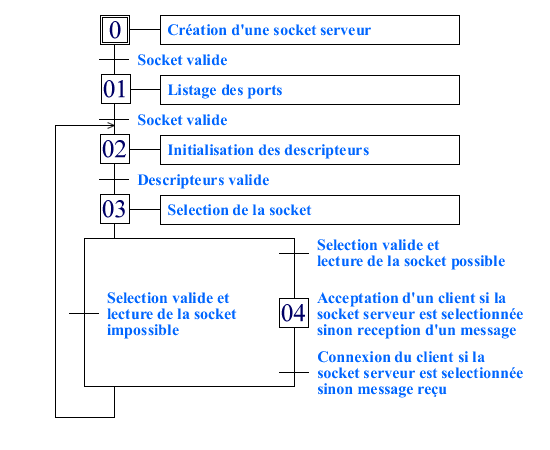 0 Création d'une socket serveur
Socket valide
01 Listage des ports
Socket valide
02 Initialisation des descripteurs
Descripteurs valide
03 Selection de la socket
Selection valide et
lecture de la socket possible
Selection valide et
lecture de la socket
impossible
04 Acceptation d'un client si la
socket serveur est selectionnée
sinon reception d'un message
Connexion du client si la
socket serveur est selectionnée
sinon message reçu